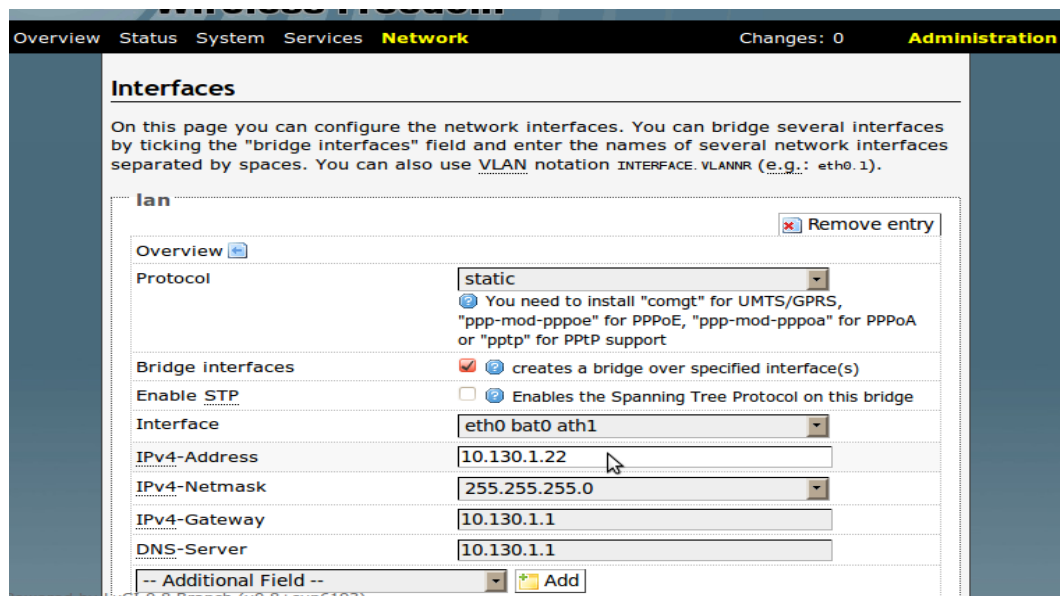 Wireless Freedom
Overview Status System Services Network Changes: 0 Administration
Interfaces
On this page you can configure the network interfaces. You can bridge several interfaces
by ticking the "bridge interfaces" field and enter the names of several network interfaces
separated by spaces. You can also use VLAN notation INTERFACE.VLANNR (e.g.: eth0.1).
lan
Remove entry
Overview
Protocol static
You need to install "comgt" for UMTS/GPRS,
"ppp-mod-pppoe" for PPPoE, "ppp-mod-pppoa" for PPPoA
or "pptp" for PPtP support
Bridge interfaces creates a bridge over specified interface(s)
Enable STP Enables the Spanning Tree Protocol on this bridge
Interface eth0 bat0 ath1
IPv4-Address 10.130.1.22
IPv4-Netmask 255.255.255.0
IPv4-Gateway 10.130.1.1
DNS-Server 10.130.1.1
-- Additional Field -- Add